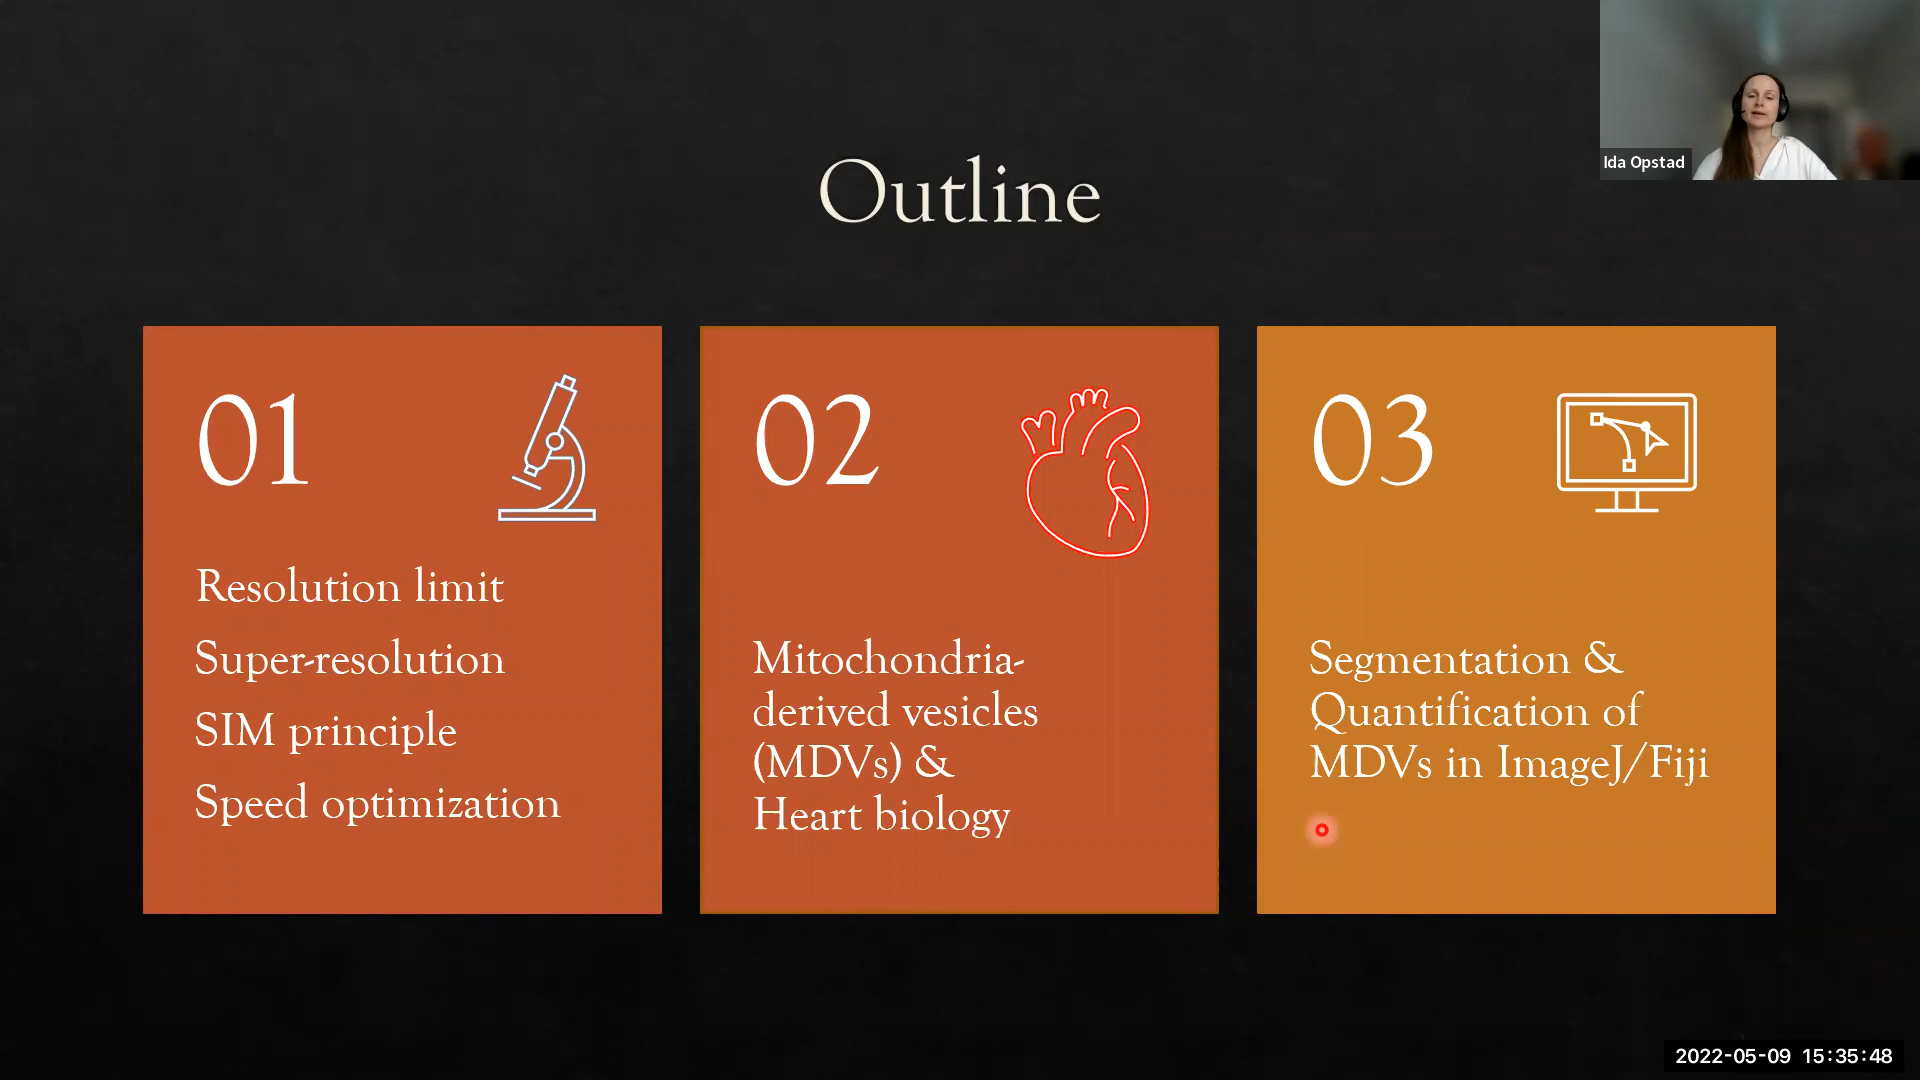 Ida Opstad
Outline
01
Resolution limit
Super-resolution
SIM principle
Speed optimization
02
Mitochondria-
derived vesicles
(MDVs) &
Heart biology
03
Segmentation &
Quantification of
MDVs in ImageJ/Fiji
2022-05-09 15:35:48